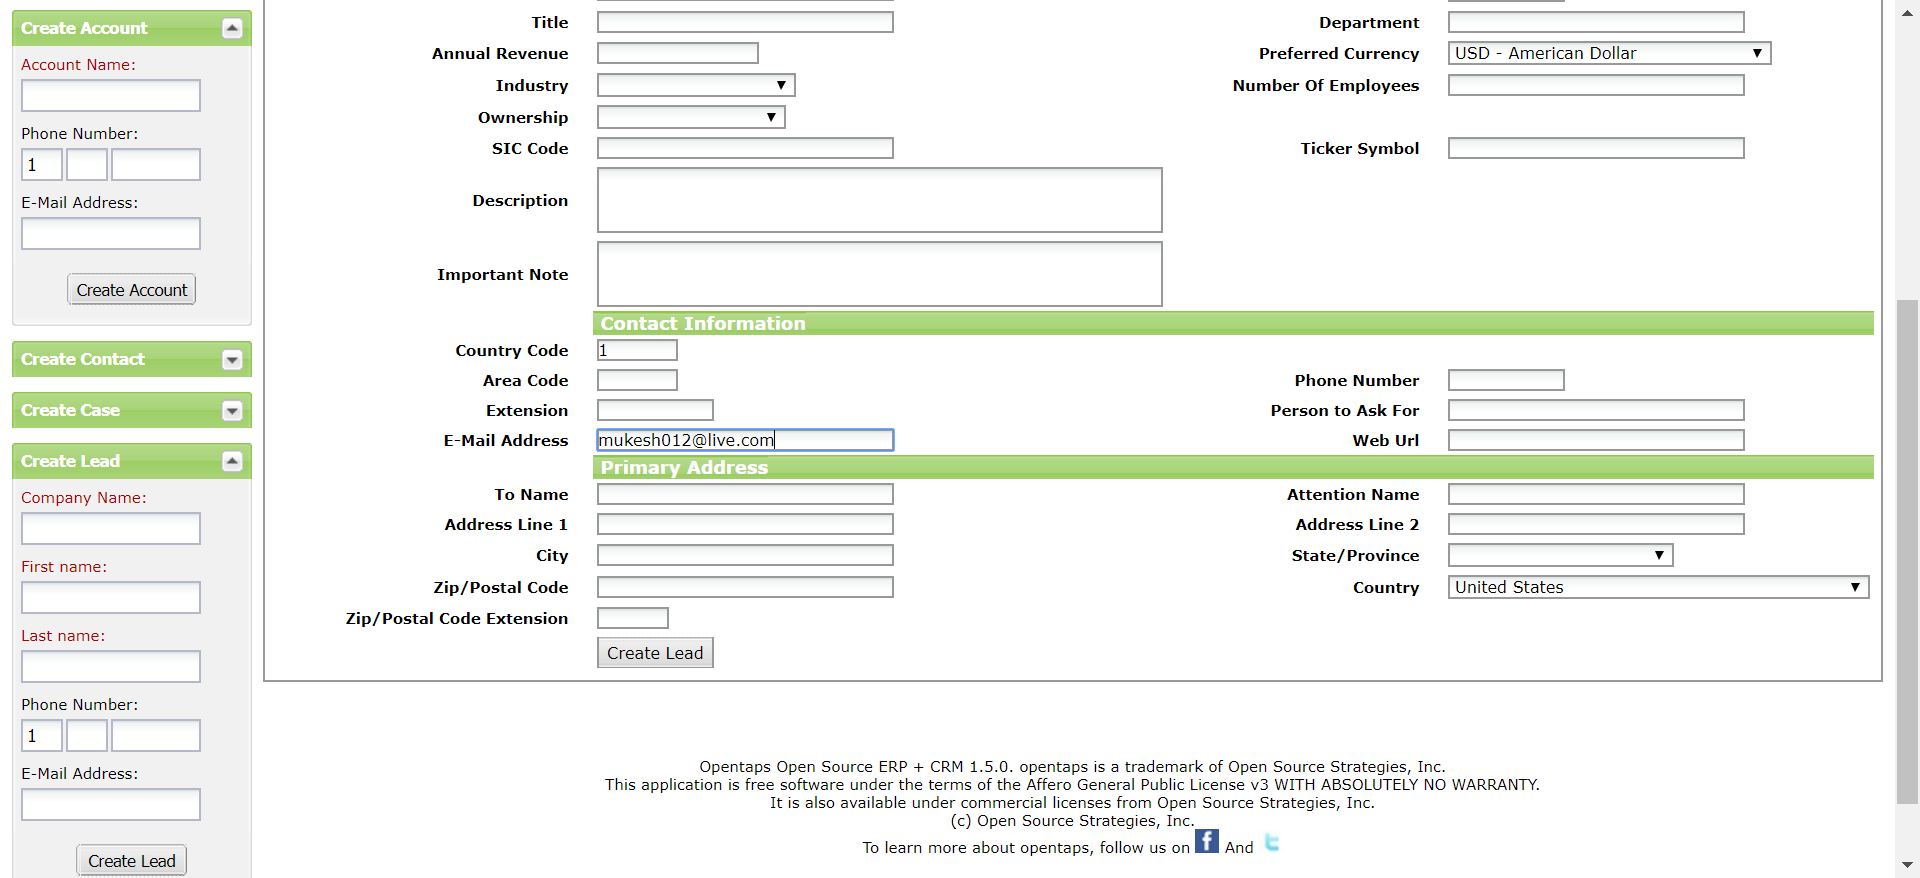 Create Account
Account Name:
Phone Number:
1
E-Mail Address:
Create Account
Create Contact
Create Case
Create Lead
Company Name:
First name:
Last name:
Phone Number:
1
E-Mail Address:
Create Lead
Title
Department
Annual Revenue
Preferred Currency USD - American Dollar
Industry
Number Of Employees
Ownership
SIC Code
Ticker Symbol
Description
Important Note
Contact Information
Country Code 1
Area Code
Phone Number
Extension
Person to Ask For
E-Mail Address mukesh012@live.com
Web Url
Primary Address
To Name
Attention Name
Address Line 1
Address Line 2
City
State/Province
Zip/Postal Code
Country United States
Zip/Postal Code Extension
Create Lead
Opentaps Open Source ERP + CRM 1.5.0. opentaps is a trademark of Open Source Strategies, Inc.
This application is free software under the terms of the Affero General Public License v3 WITH ABSOLUTELY NO WARRANTY.
It is also available under commercial licenses from Open Source Strategies, Inc.
(c) Open Source Strategies, Inc.
To learn more about opentaps, follow us on f And t